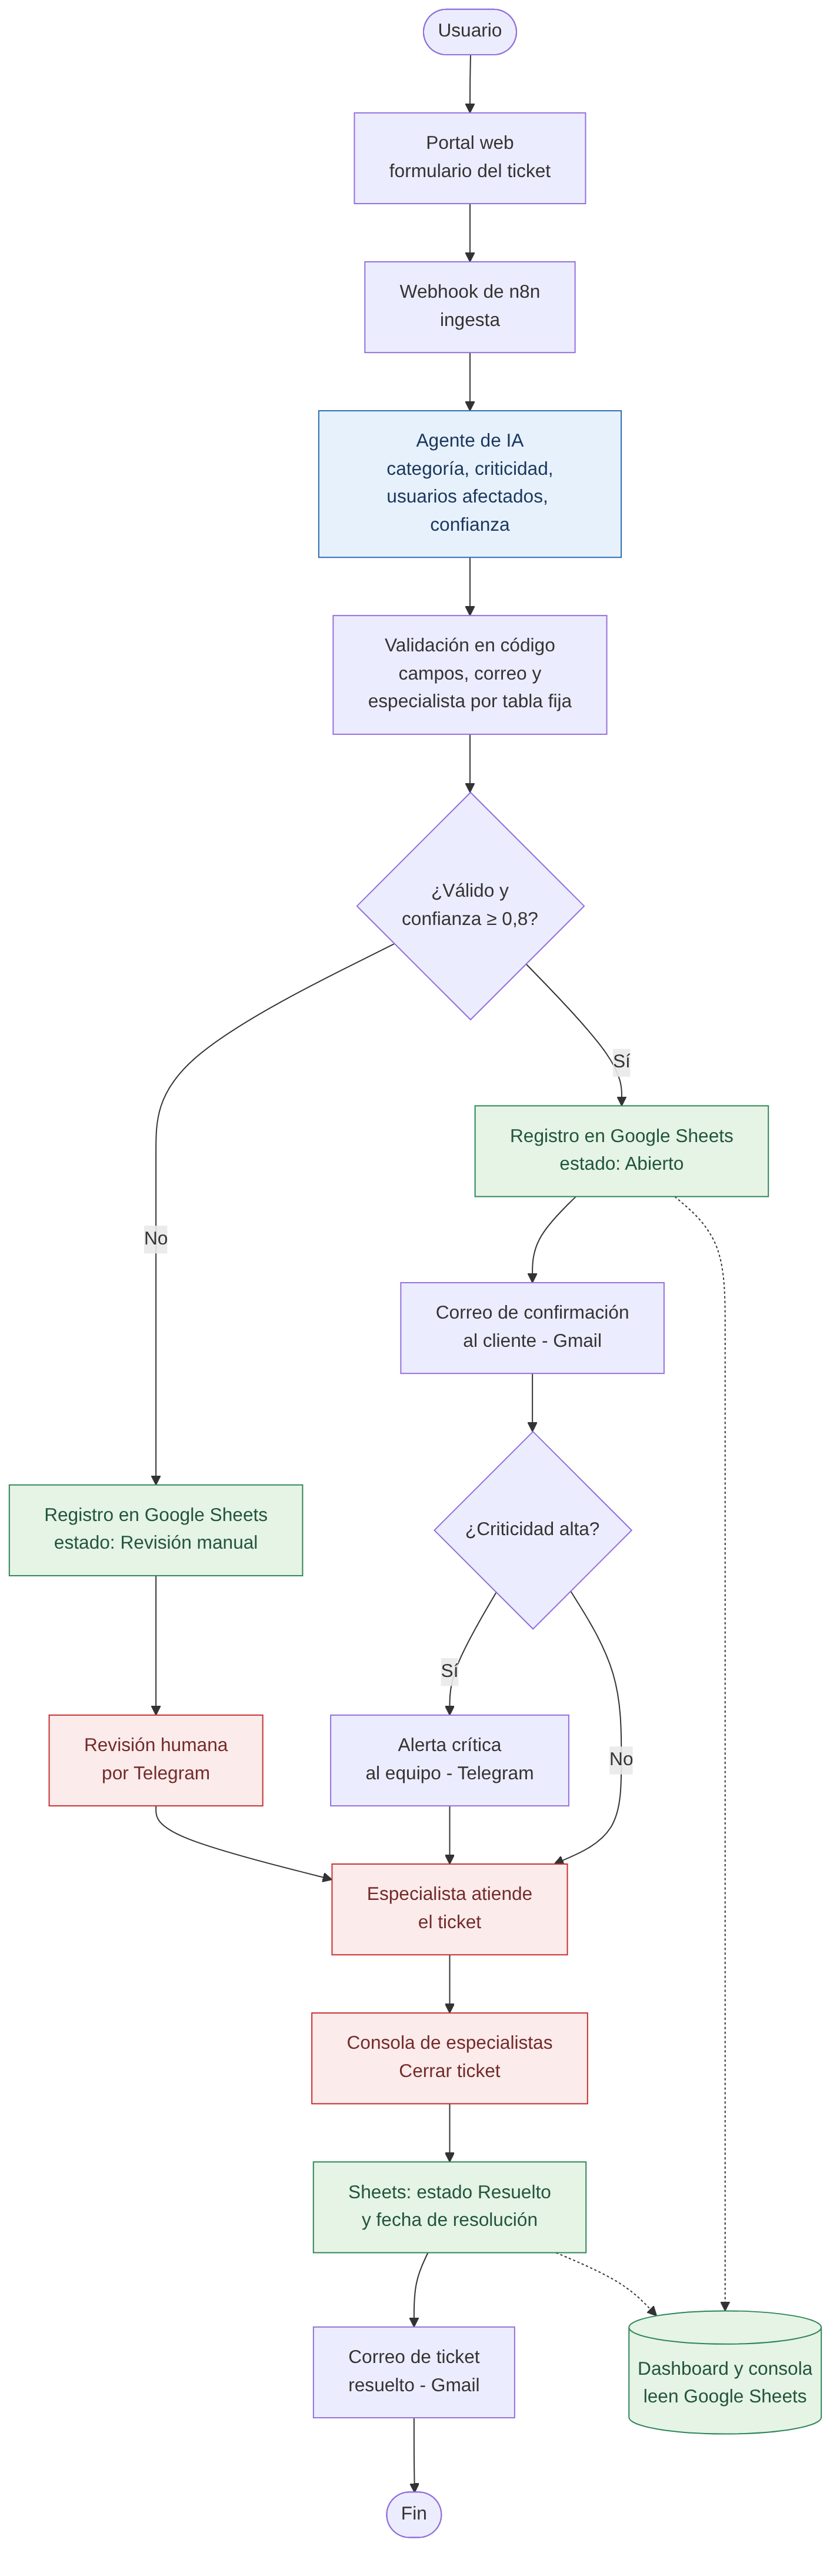 Usuario
Portal web
formulario del ticket
Webhook de n8n
ingesta
Agente de IA
categoría, criticidad,
usuarios afectados,
confianza
Validación en código
campos, correo y
especialista por tabla fija
¿Válido y
confianza ≥ 0,8?
Sí
Registro en Google Sheets
estado: Abierto
No
Correo de confirmación
al cliente - Gmail
Registro en Google Sheets
estado: Revisión manual
¿Criticidad alta?
Sí
No
Revisión humana
por Telegram
Alerta crítica
al equipo - Telegram
Especialista atiende
el ticket
Consola de especialistas
Cerrar ticket
Sheets: estado Resuelto
y fecha de resolución
Correo de ticket
resuelto - Gmail
Dashboard y consola
leen Google Sheets
Fin